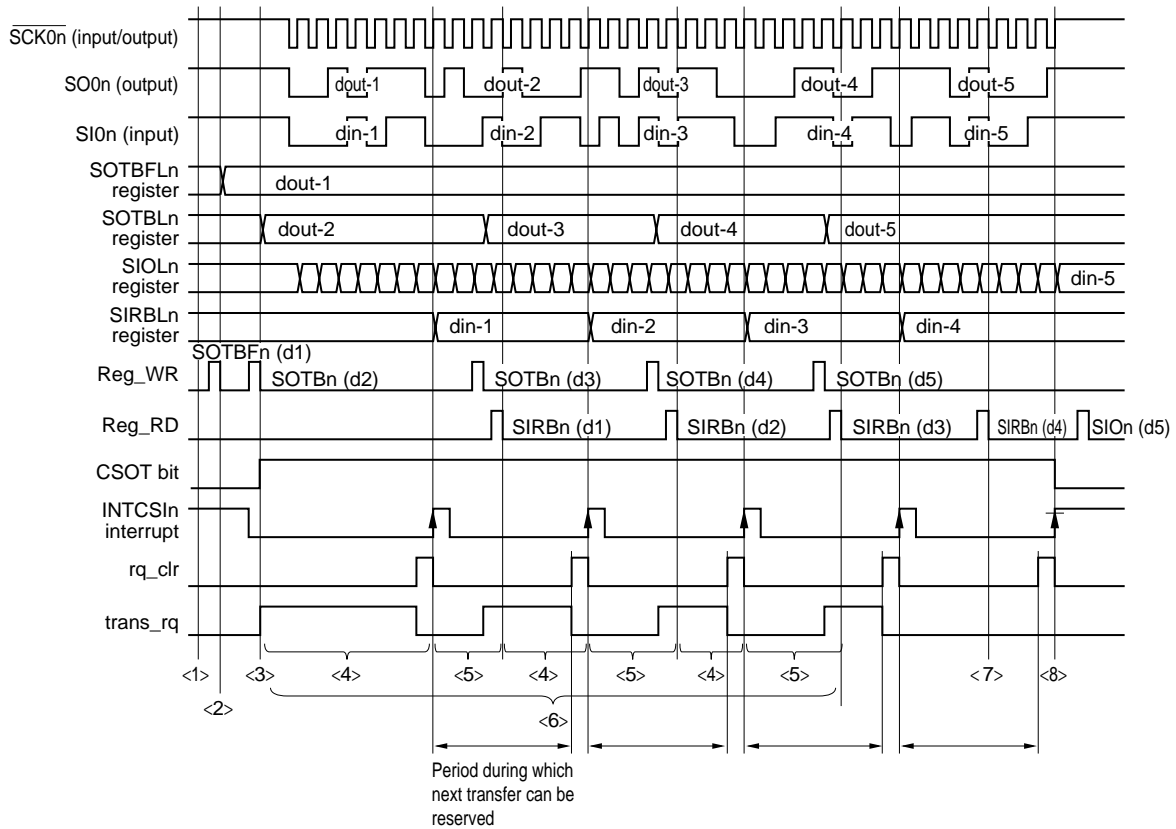 SCK0n (input/output)
SO0n (output)
dout-1 dout-2 dout-3 dout-4 dout-5
SI0n (input)
din-1 din-2 din-3 din-4 din-5
SOTBFLn
register
dout-1
SOTBLn
register
dout-2 dout-3 dout-4 dout-5
SIOLn
register
din-5
SIRBLn
register
din-1 din-2 din-3 din-4
SOTBFn (d1)
Reg_WR
SOTBn (d2) SOTBn (d3) SOTBn (d4) SOTBn (d5)
Reg_RD
SIRBn (d1) SIRBn (d2) SIRBn (d3) SIRBn (d4) SIOn (d5)
CSOT bit
INTCSIn
interrupt
rq_clr
trans_rq
<1> <3> <4> <5> <4> <5> <4> <5> <7> <8>
<2>
<6>
Period during which
next transfer can be
reserved